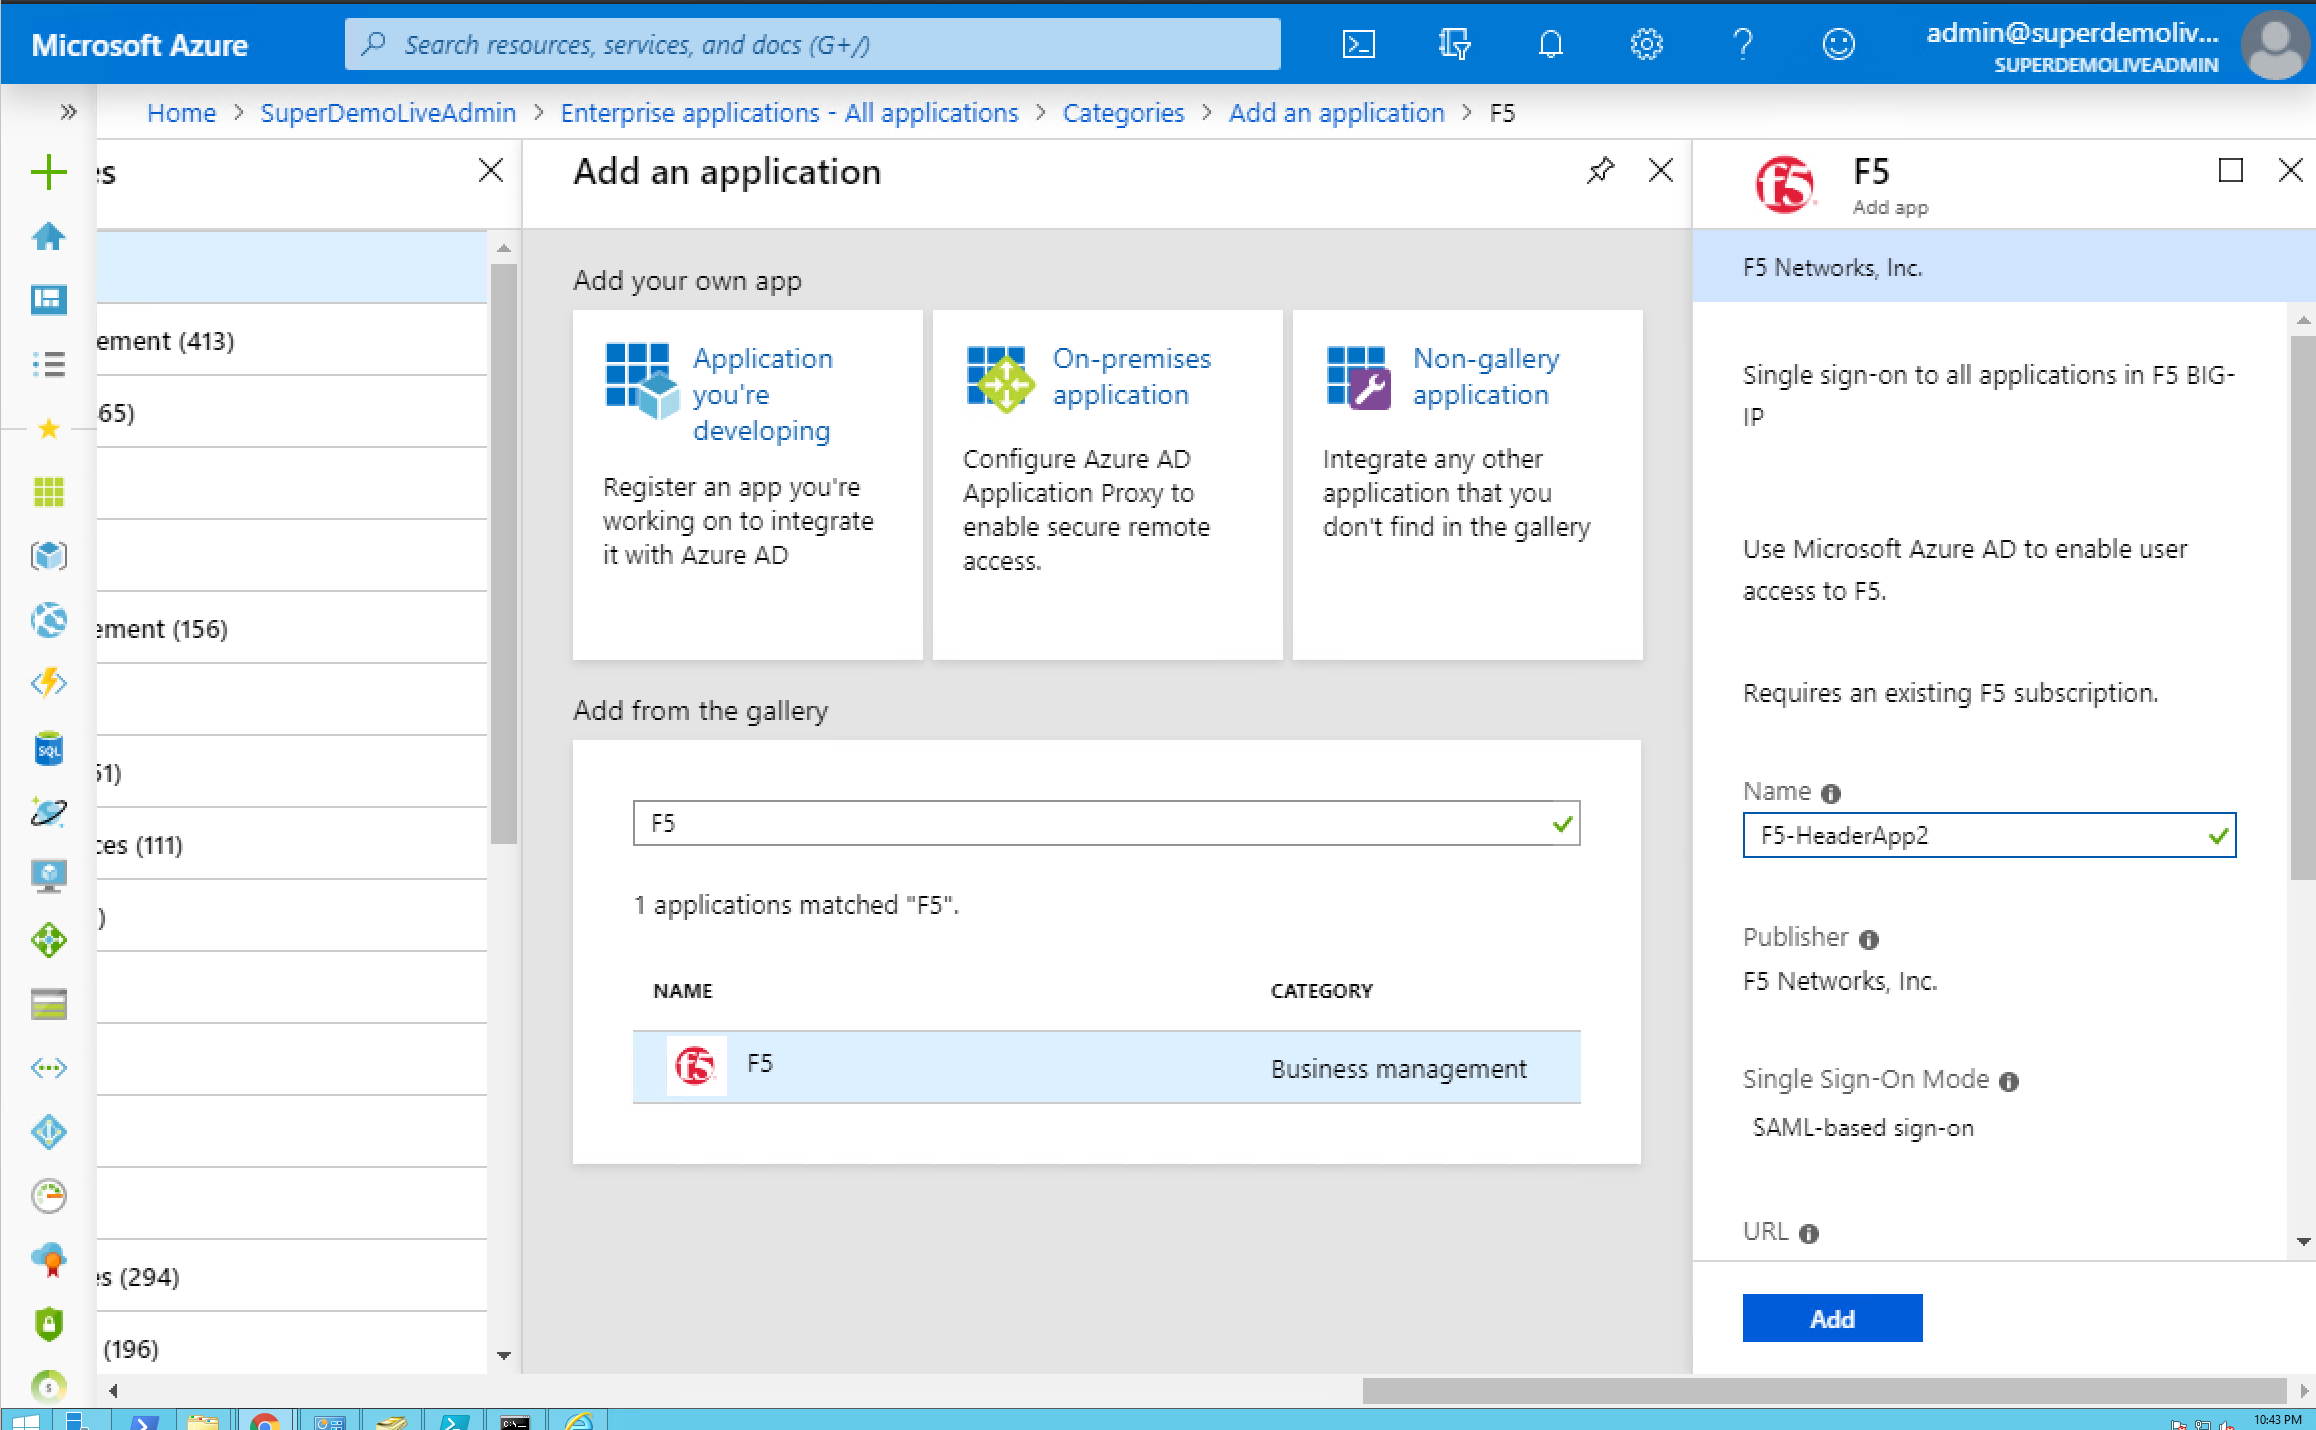 Microsoft Azure
Search resources, services, and docs (G+/)
admin@superdemoliv...
SUPERDEMOLIVEADMIN
Home > SuperDemoLiveAdmin > Enterprise applications - All applications > Categories > Add an application > F5
es
ement (413)
65)
ement (156)
51)
ces (111)
)
es (294)
(196)
Add an application
Add your own app
Application
you're
developing
Register an app you're
working on to integrate
it with Azure AD
On-premises
application
Configure Azure AD
Application Proxy to
enable secure remote
access.
Non-gallery
application
Integrate any other
application that you
don't find in the gallery
Add from the gallery
F5
1 applications matched "F5".
NAME CATEGORY
F5 Business management
F5
Add app
F5 Networks, Inc.
Single sign-on to all applications in F5 BIG-
IP
Use Microsoft Azure AD to enable user
access to F5.
Requires an existing F5 subscription.
Name
F5-HeaderApp2
Publisher
F5 Networks, Inc.
Single Sign-On Mode
SAML-based sign-on
URL
Add
10:43 PM